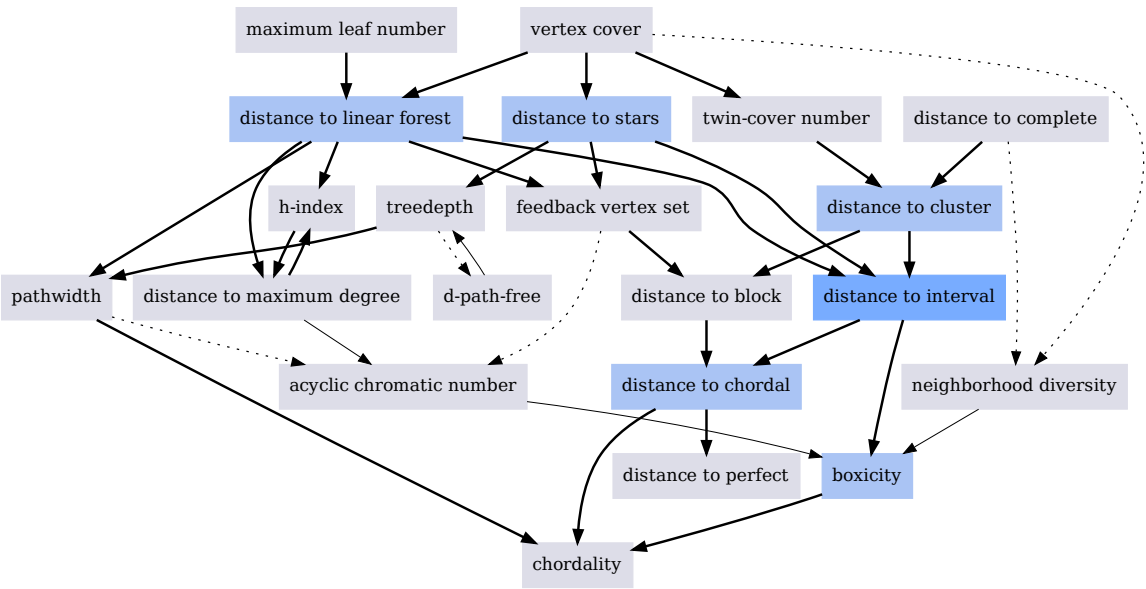 maximum leaf number
vertex cover
distance to linear forest
distance to stars
twin-cover number
distance to complete
h-index
treedepth
feedback vertex set
distance to cluster
pathwidth
distance to maximum degree
d-path-free
distance to block
distance to interval
acyclic chromatic number
distance to chordal
neighborhood diversity
distance to perfect
boxicity
chordality